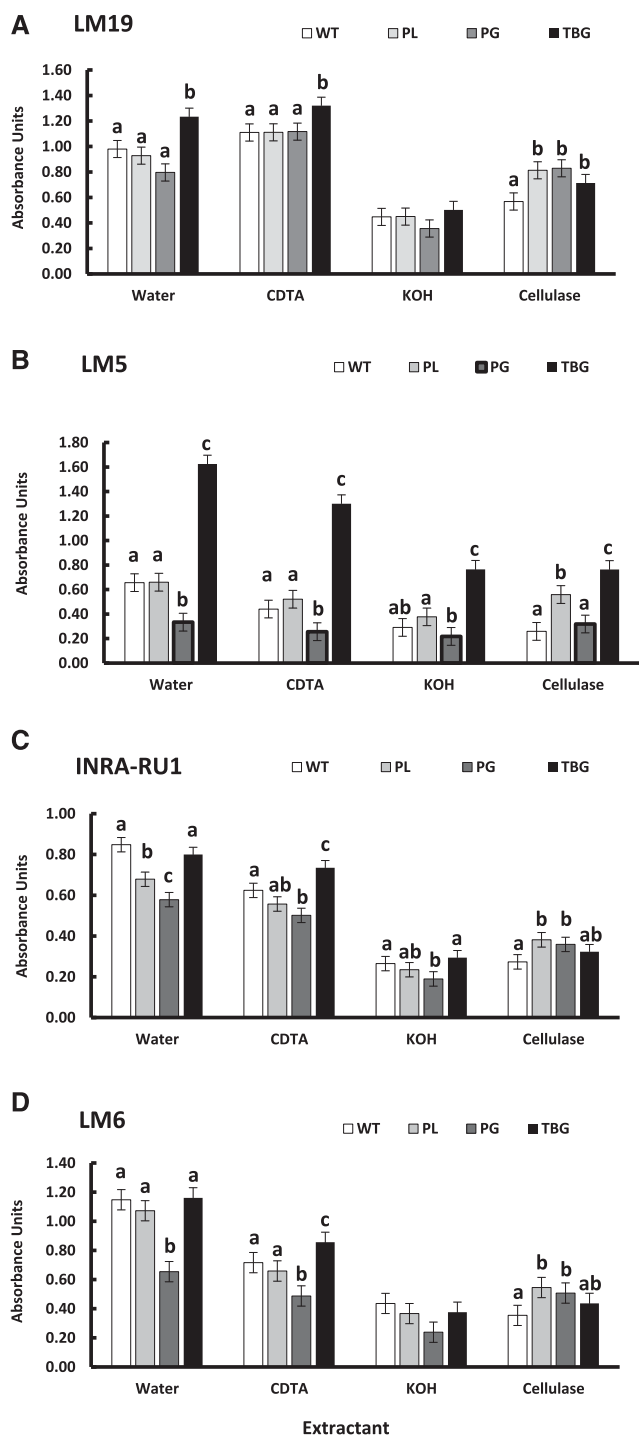 A LM19
WT PL PG TBG
Absorbance Units
1.60
1.40
1.20
1.00
0.80
0.60
0.40
0.20
0.00
a a a b
a a a b
a b b b
Water CDTA KOH Cellulase
B LM5
WT PL PG TBG
Absorbance Units
1.80
1.60
1.40
1.20
1.00
0.80
0.60
0.40
0.20
0.00
a a b c
a a b c
ab a b c
a b a c
Water CDTA KOH Cellulase
C INRA-RU1
WT PL PG TBG
Absorbance Units
1.00
0.80
0.60
0.40
0.20
0.00
a b c a
a ab b c
a ab b a
a b b ab
Water CDTA KOH Cellulase
D LM6
WT PL PG TBG
Absorbance Units
1.40
1.20
1.00
0.80
0.60
0.40
0.20
0.00
a a b a
a a b c
a b b ab
Water CDTA KOH Cellulase
Extractant